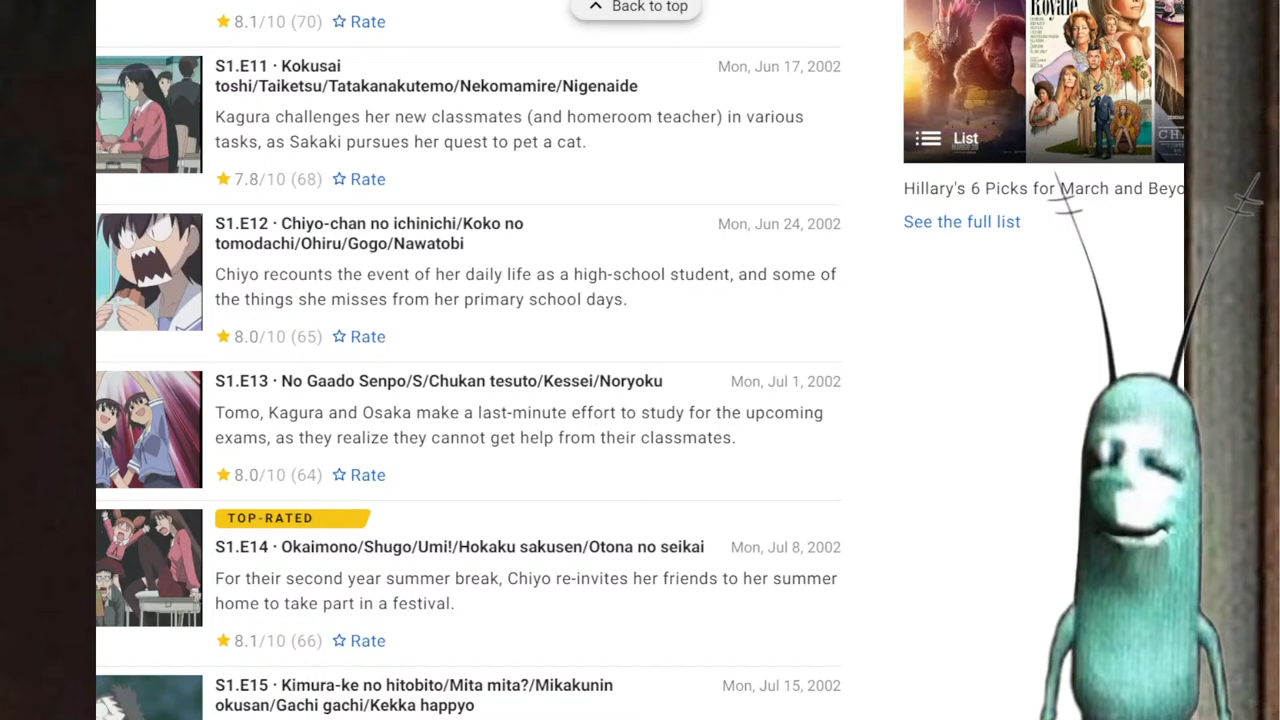 Back to top
8.1/10 (70) Rate
S1.E11 · Kokusai
toshi/Taiketsu/Tatakanakutemo/Nekomamire/Nigenaide
Mon, Jun 17, 2002
Kagura challenges her new classmates (and homeroom teacher) in various
tasks, as Sakaki pursues her quest to pet a cat.
7.8/10 (68) Rate
S1.E12 · Chiyo-chan no ichinichi/Koko no
tomodachi/Ohiru/Gogo/Nawatobi
Mon, Jun 24, 2002
Chiyo recounts the event of her daily life as a high-school student, and some of
the things she misses from her primary school days.
8.0/10 (65) Rate
S1.E13 · No Gaado Senpo/S/Chukan tesuto/Kessei/Noryoku
Mon, Jul 1, 2002
Tomo, Kagura and Osaka make a last-minute effort to study for the upcoming
exams, as they realize they cannot get help from their classmates.
8.0/10 (64) Rate
TOP-RATED
S1.E14 · Okaimono/Shugo/Umi!/Hokaku sakusen/Otona no seikai
Mon, Jul 8, 2002
For their second year summer break, Chiyo re-invites her friends to her summer
home to take part in a festival.
8.1/10 (66) Rate
S1.E15 · Kimura-ke no hitobito/Mita mita?/Mikakunin
okusan/Gachi gachi/Kekka happyo
Mon, Jul 15, 2002
Royale
List
Hillary's 6 Picks for March and Beyo
See the full list